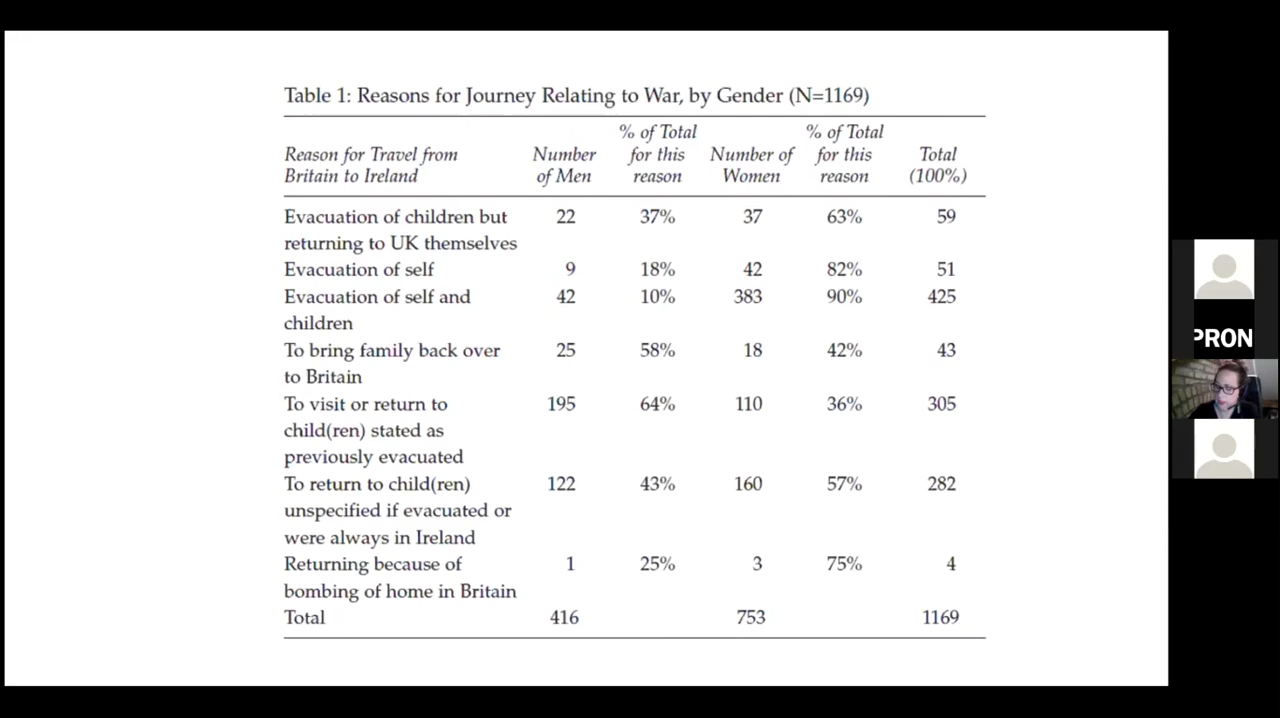 Table 1: Reasons for Journey Relating to War, by Gender (N=1169)
% of Total % of Total
Reason for Travel from Number for this Number of for this Total
Britain to Ireland of Men reason Women reason (100%)
Evacuation of children but 22 37% 37 63% 59
returning to UK themselves
Evacuation of self 9 18% 42 82% 51
Evacuation of self and 42 10% 383 90% 425
children
To bring family back over 25 58% 18 42% 43
to Britain
To visit or return to 195 64% 110 36% 305
child(ren) stated as
previously evacuated
To return to child(ren) 122 43% 160 57% 282
unspecified if evacuated or
were always in Ireland
Returning because of 1 25% 3 75% 4
bombing of home in Britain
Total 416 753 1169
PRON